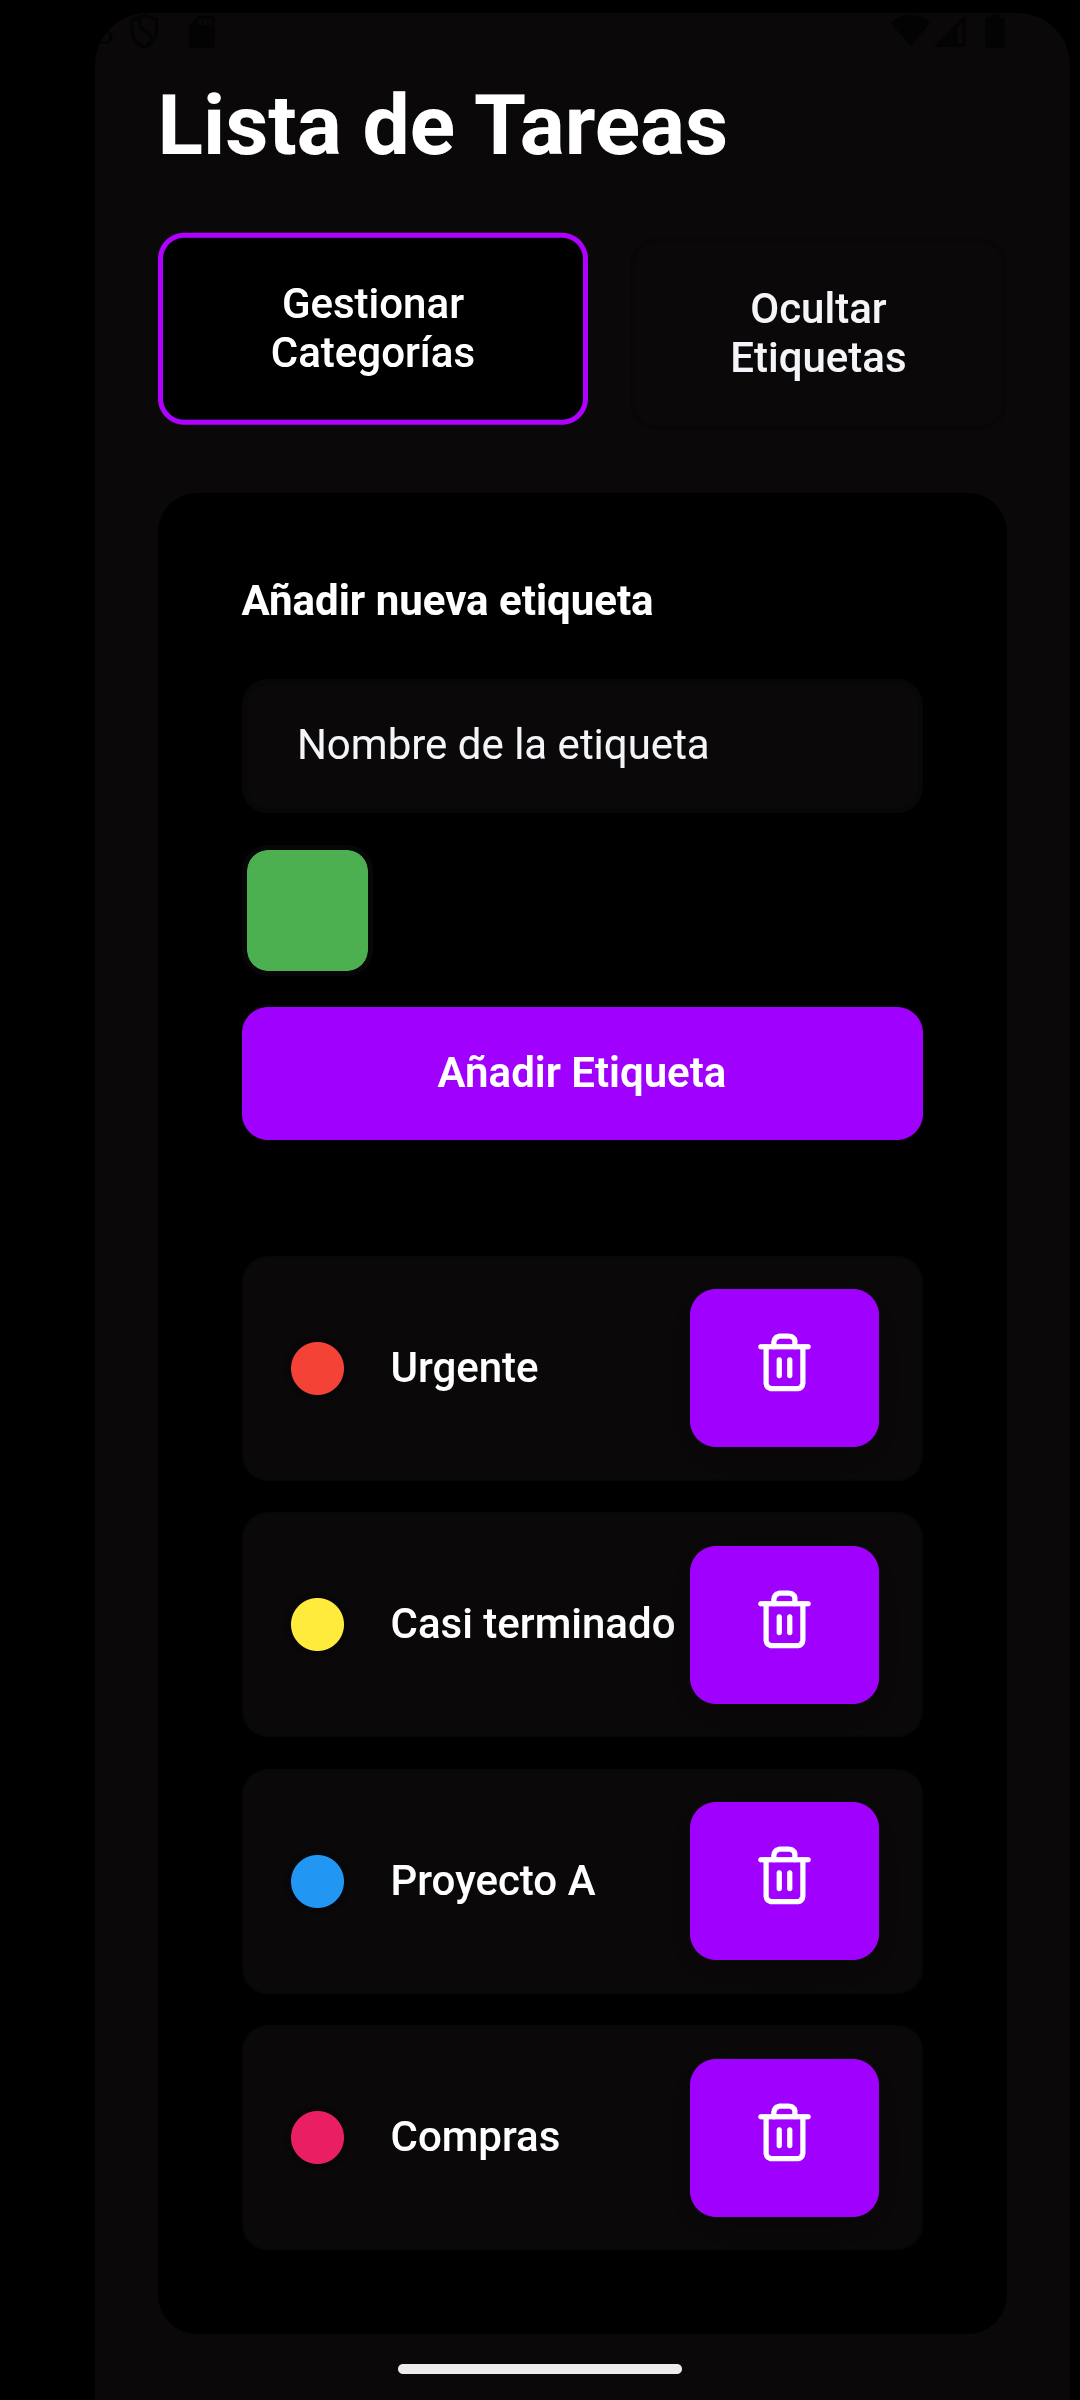 Lista de Tareas
Gestionar
Categorías
Ocultar
Etiquetas
Añadir nueva etiqueta
Nombre de la etiqueta
Añadir Etiqueta
Urgente
Casi terminado
Proyecto A
Compras